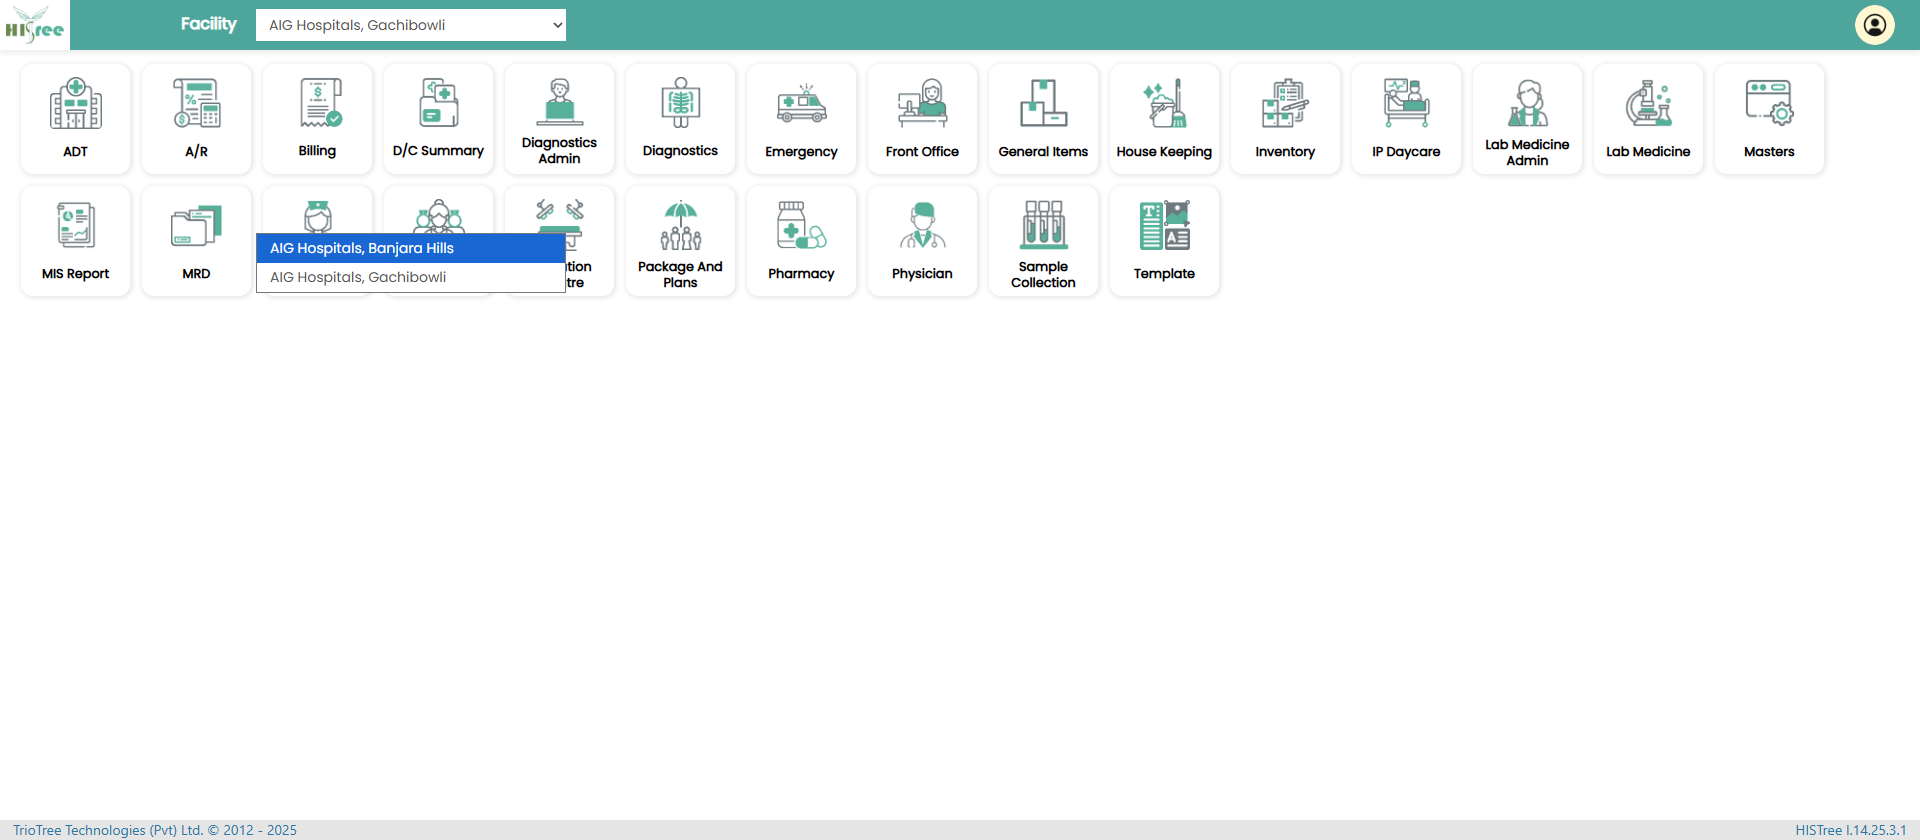 HISTree
Facility
AIG Hospitals, Gachibowli
ADT
A/R
Billing
D/C Summary
Diagnostics
Admin
Diagnostics
Emergency
Front Office
General Items
House Keeping
Inventory
IP Daycare
Lab Medicine
Admin
Lab Medicine
Masters
MIS Report
MRD
AIG Hospitals, Banjara Hills
AIG Hospitals, Gachibowli
Package And
Plans
Pharmacy
Physician
Sample
Collection
Template
TrioTree Technologies (Pvt) Ltd. © 2012 - 2025
HISTree I.14.25.3.1